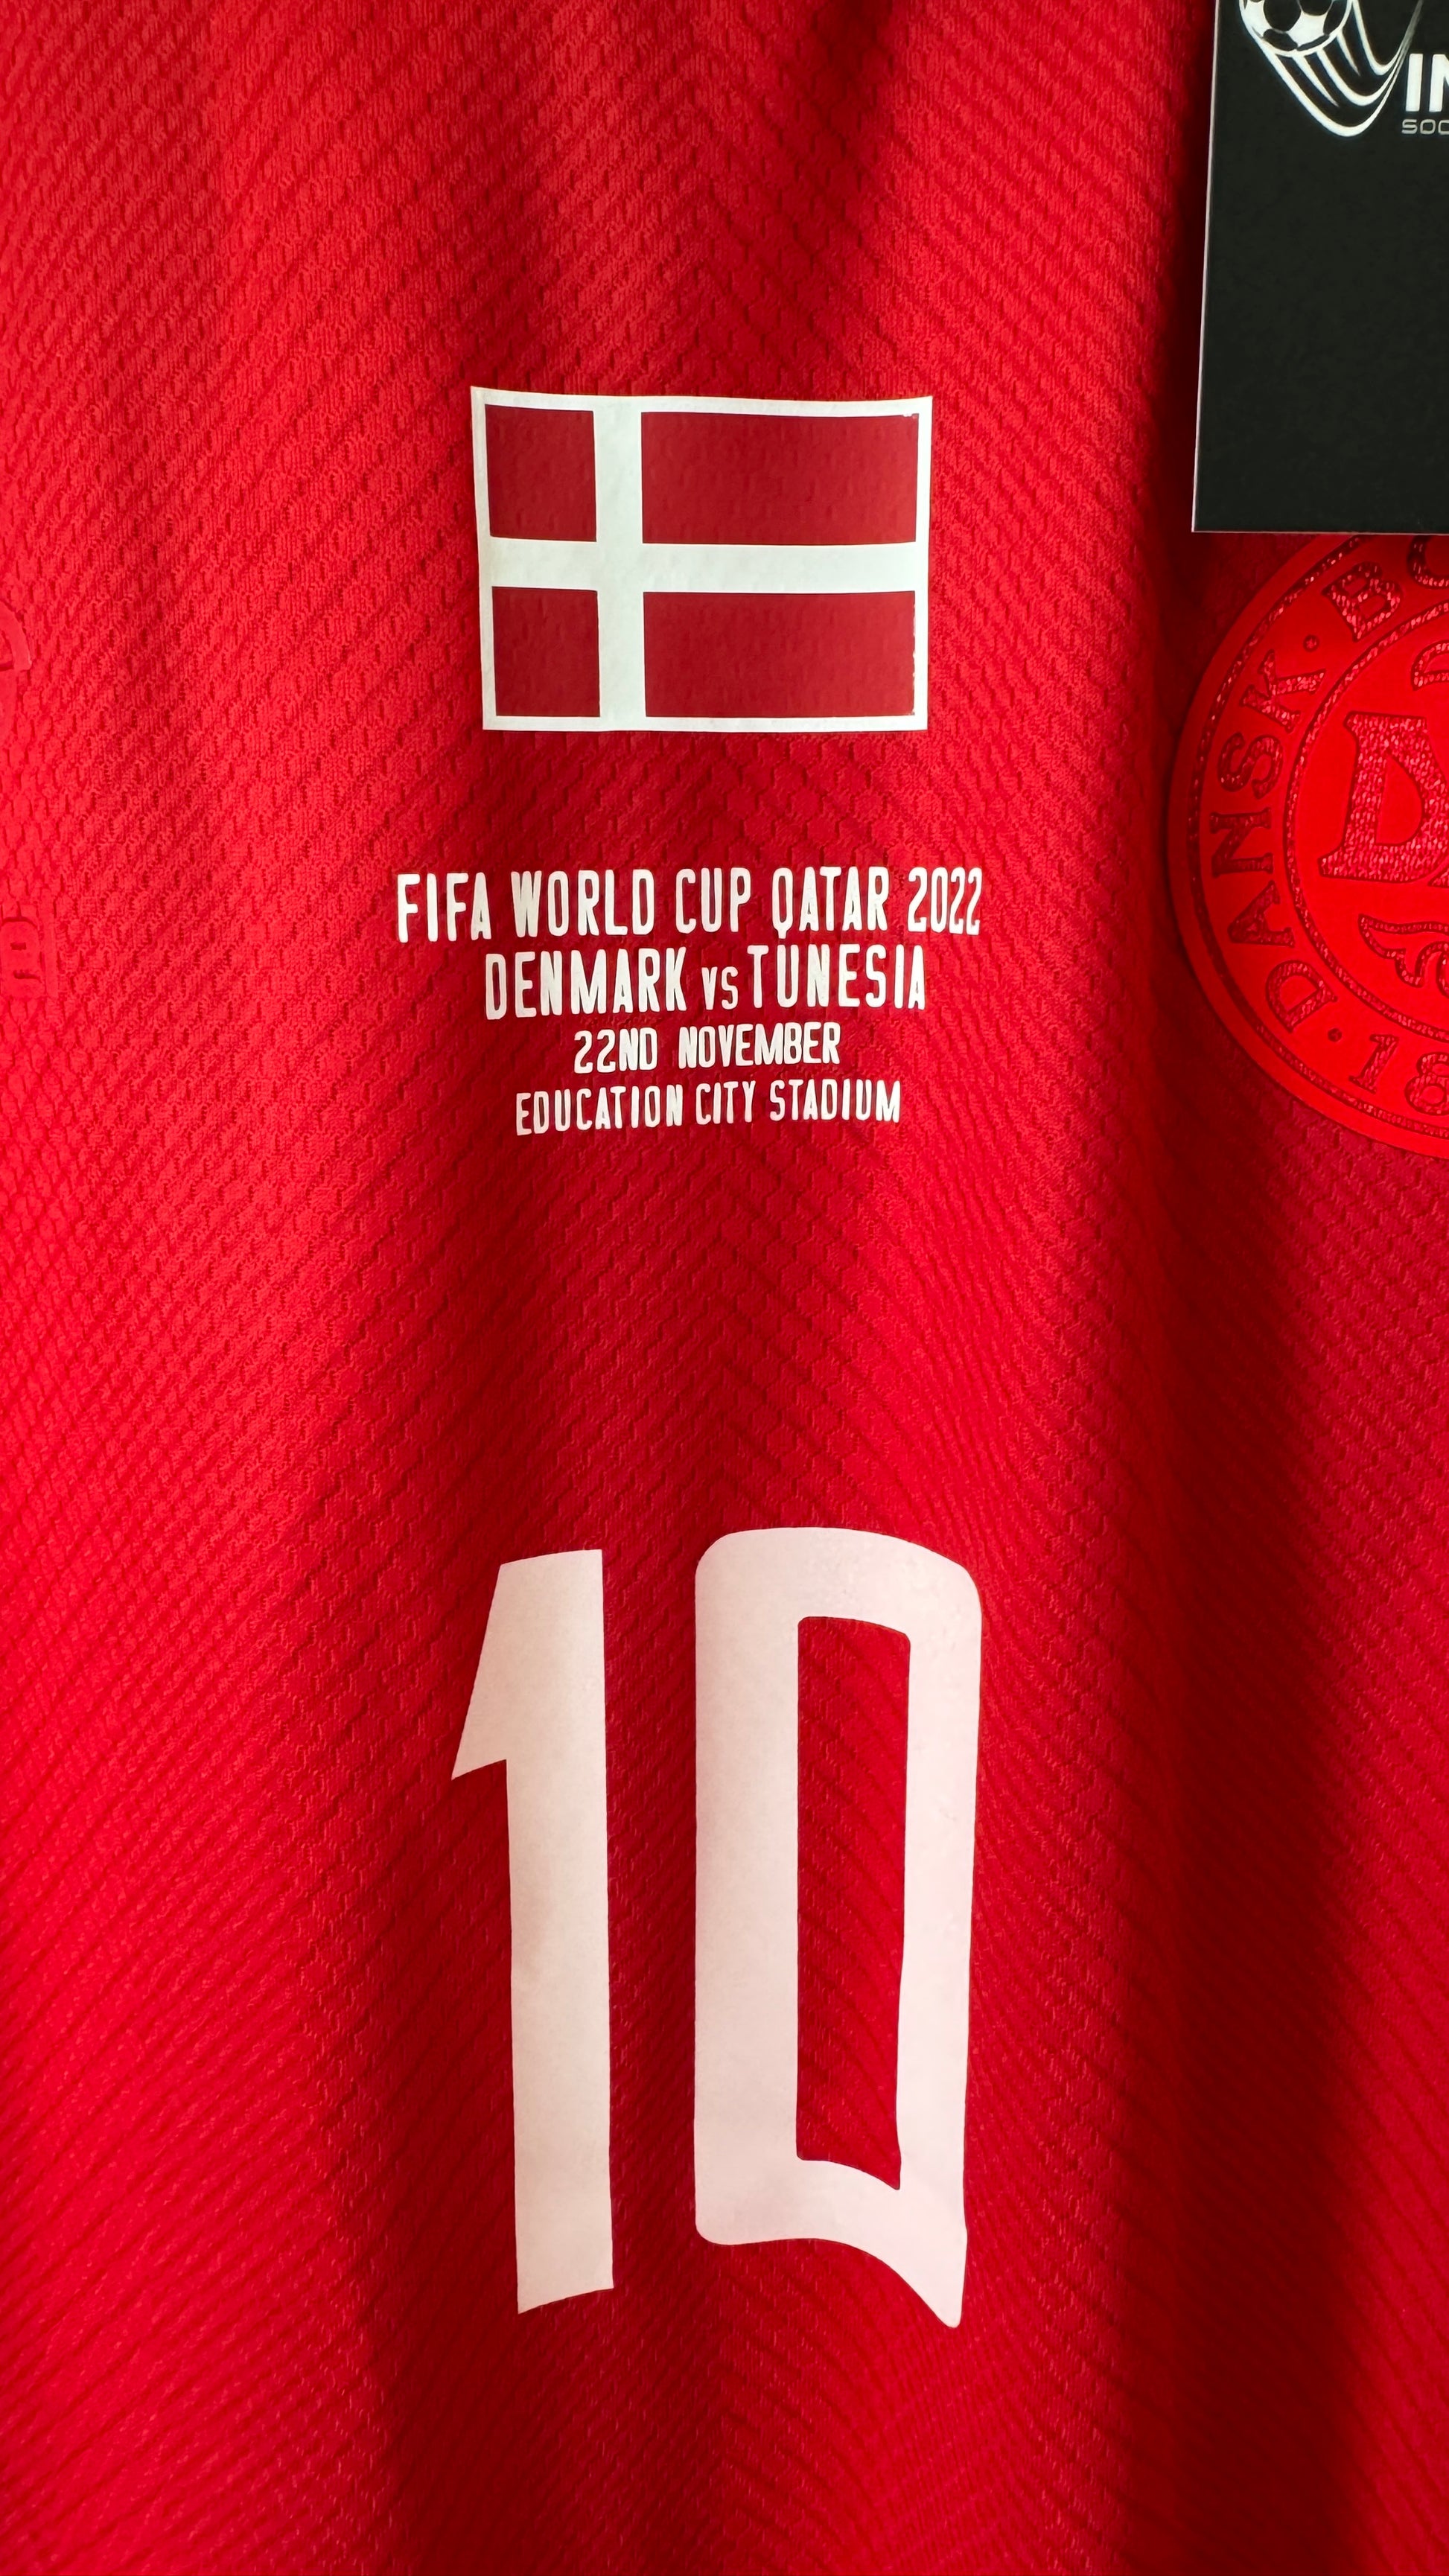 FIFA WORLD CUP QATAR 2022
DENMARK vs TUNESIA
22ND NOVEMBER
EDUCATION CITY STADIUM
10
DANSK